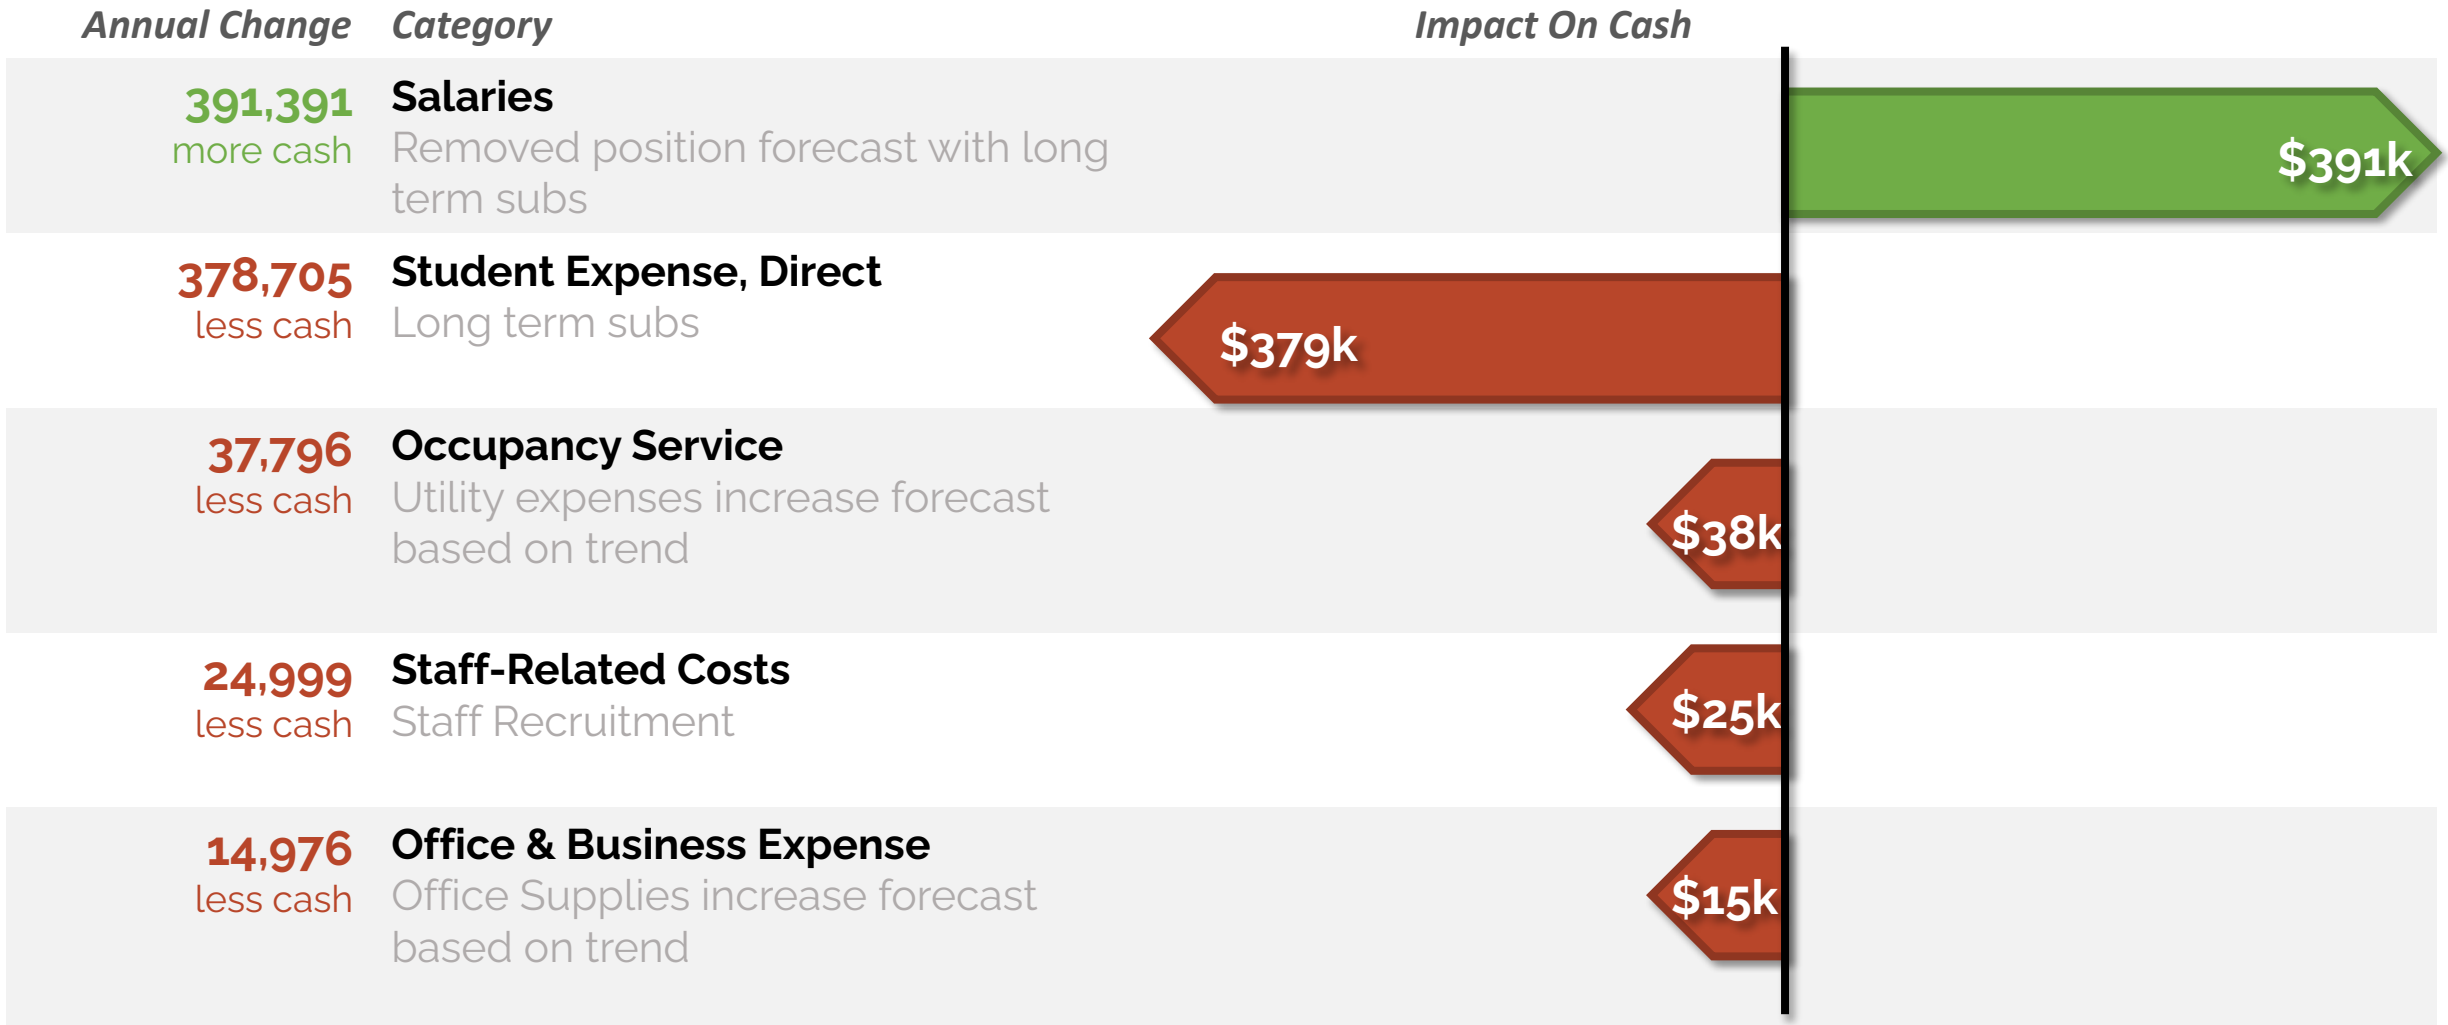 Annual Change Category Impact On Cash
391,391 Salaries
more cash Removed position forecast with long
term subs
$391k
378,705 Student Expense, Direct
less cash Long term subs
$379k
37,796 Occupancy Service
less cash Utility expenses increase forecast
based on trend
$38k
24,999 Staff-Related Costs
less cash Staff Recruitment
$25k
14,976 Office & Business Expense
less cash Office Supplies increase forecast
based on trend
$15k